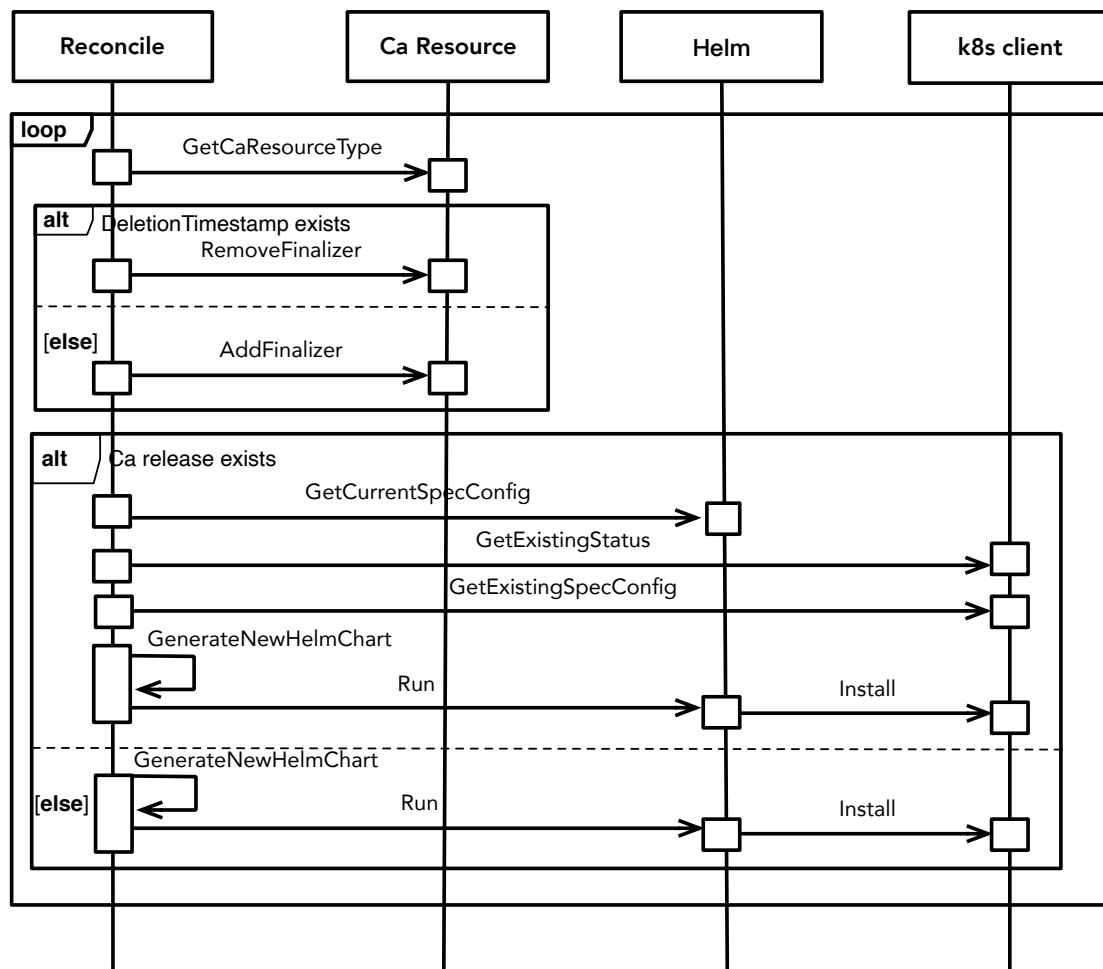 Reconcile
Ca Resource
Helm
k8s client
loop
GetCaResourceType
alt
DeletionTimestamp exists
RemoveFinalizer
[else]
AddFinalizer
alt
Ca release exists
GetCurrentSpecConfig
GetExistingStatus
GetExistingSpecConfig
GenerateNewHelmChart
Run
Install
GenerateNewHelmChart
[else]
Run
Install